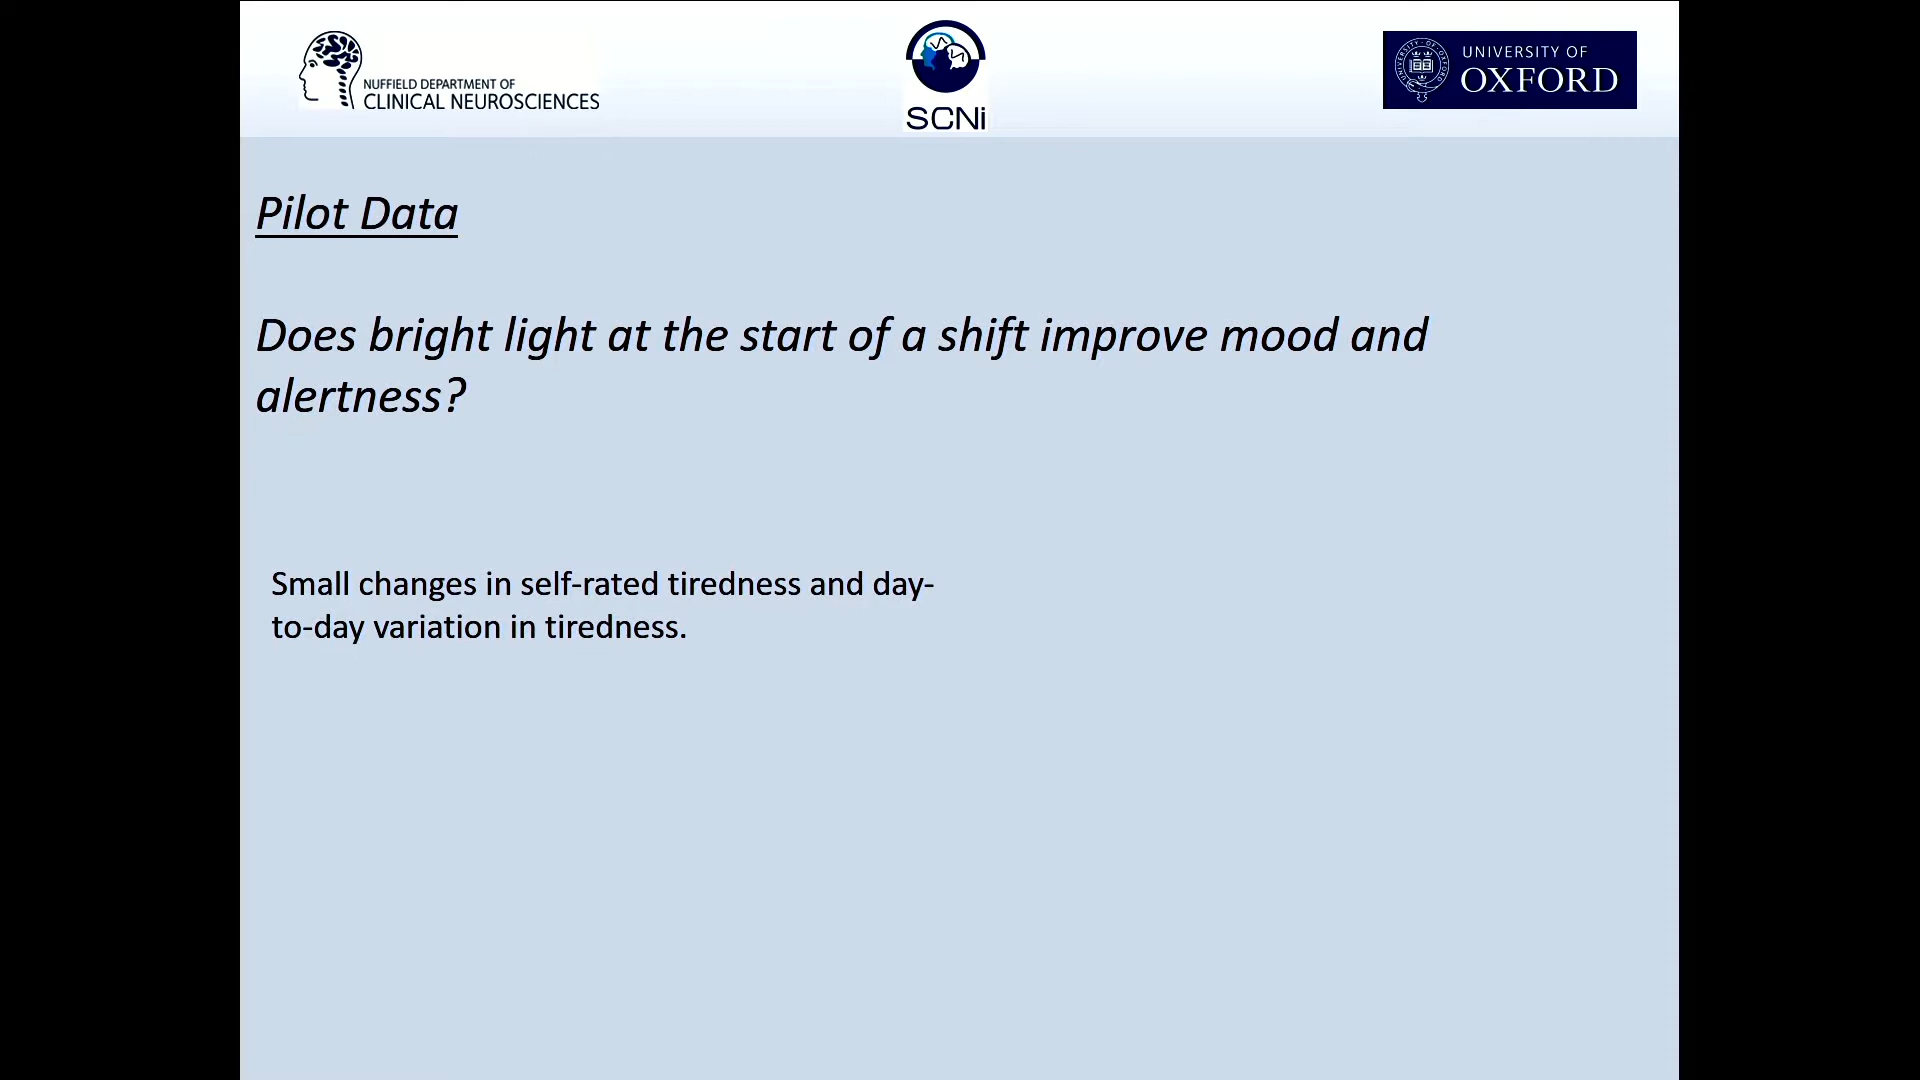 NUFFIELD DEPARTMENT OF
CLINICAL NEUROSCIENCES
SCNi
UNIVERSITY OF
OXFORD
Pilot Data
Does bright light at the start of a shift improve mood and
alertness?
Small changes in self-rated tiredness and day-
to-day variation in tiredness.